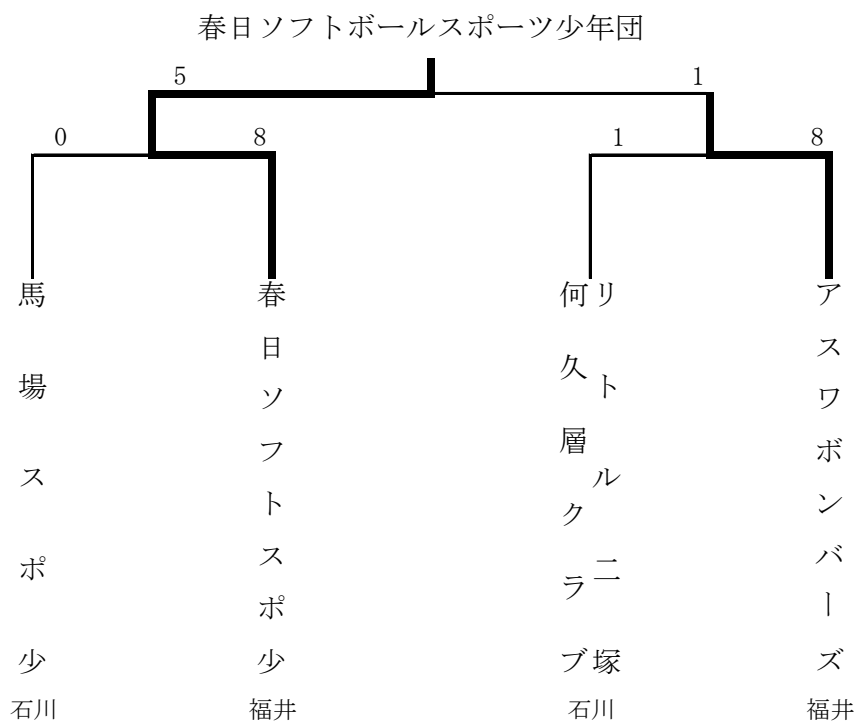 春日ソフトボールスポーツ少年団
5
1
0
8
1
8
馬場スポ少
春日ソフトスポ少
リトルル二塚
何久層クラブ
アスワボンバーズ
石川
福井
石川
福井